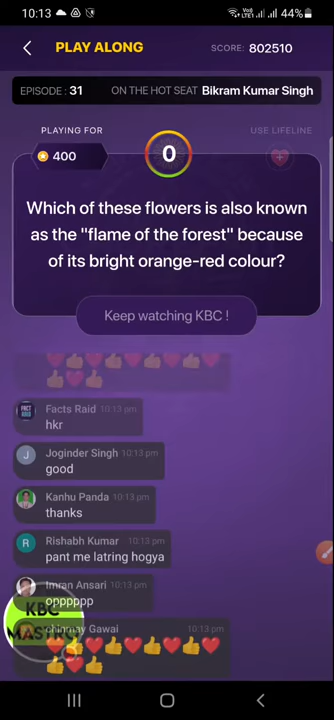 10:13
Vo)) LTE1
44%
PLAY ALONG
SCORE: 802510
EPISODE : 31
ON THE HOT SEAT Bikram Kumar Singh
PLAYING FOR
USE LIFELINE
400
0
Which of these flowers is also known
as the "flame of the forest" because
of its bright orange-red colour?
Keep watching KBC !
Facts Raid 10:13 pm
hkr
Joginder Singh 10:13 pm
good
Kanhu Panda 10:13 pm
thanks
Rishabh Kumar 10:13 pm
pant me latring hogya
Imran Ansari 10:13 pm
opppppp
KBC
chinmay Gawai 10:13 pm